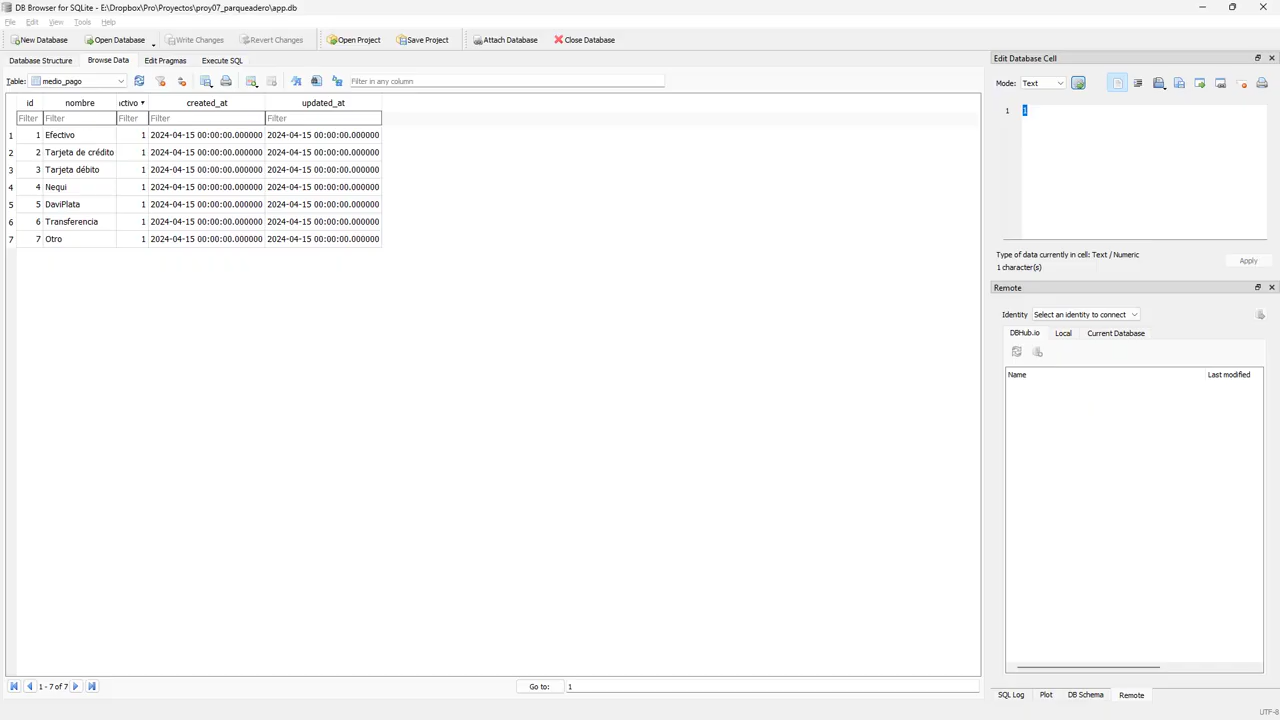 DB Browser for SQLite - E:\Dropbox\Pro\Proyectos\proy07_parqueadero\app.db
File Edit View Tools Help
New Database Open Database Write Changes Revert Changes Open Project Save Project Attach Database Close Database
Database Structure Browse Data Edit Pragmas Execute SQL
Table: medio_pago Filter in any column
id nombre activo created_at updated_at
Filter Filter Filter Filter Filter
1 1 Efectivo 1 2024-04-15 00:00:00.000000 2024-04-15 00:00:00.000000
2 2 Tarjeta de crédito 1 2024-04-15 00:00:00.000000 2024-04-15 00:00:00.000000
3 3 Tarjeta débito 1 2024-04-15 00:00:00.000000 2024-04-15 00:00:00.000000
4 4 Nequi 1 2024-04-15 00:00:00.000000 2024-04-15 00:00:00.000000
5 5 DaviPlata 1 2024-04-15 00:00:00.000000 2024-04-15 00:00:00.000000
6 6 Transferencia 1 2024-04-15 00:00:00.000000 2024-04-15 00:00:00.000000
7 7 Otro 1 2024-04-15 00:00:00.000000 2024-04-15 00:00:00.000000
1 - 7 of 7 Go to: 1
Edit Database Cell
Mode: Text
1 1
Type of data currently in cell: Text / Numeric
1 character(s)
Apply
Remote
Identity Select an identity to connect
DBHub.io Local Current Database
Name Last modified
SQL Log Plot DB Schema Remote
UTF-8